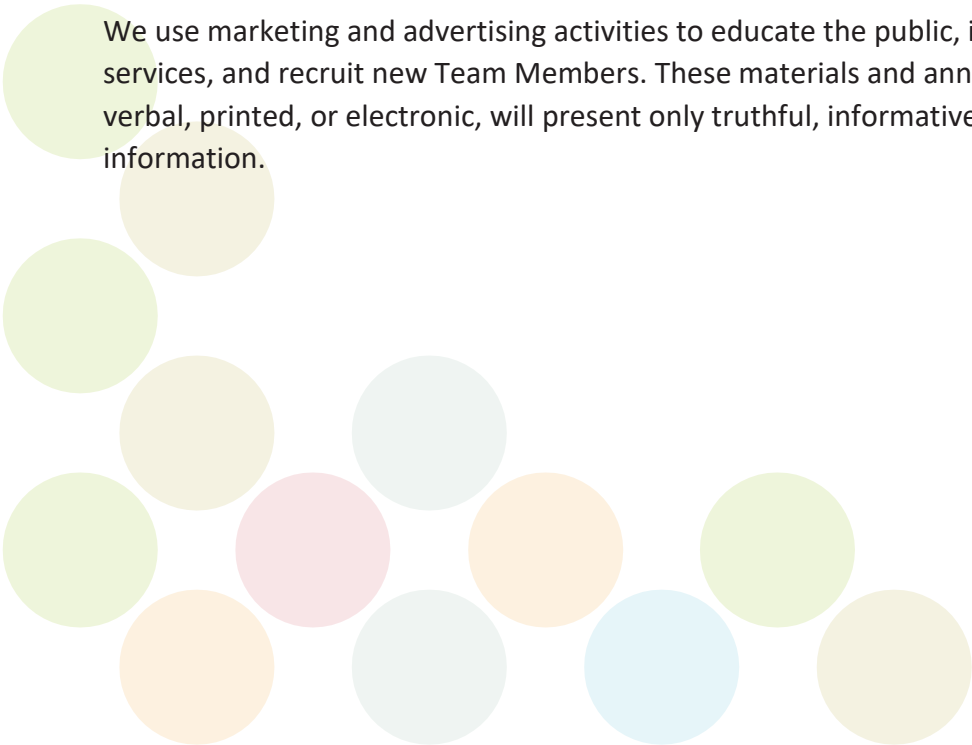 We use marketing and advertising activities to educate the public, i
services, and recruit new Team Members. These materials and ann
verbal, printed, or electronic, will present only truthful, informative
information.